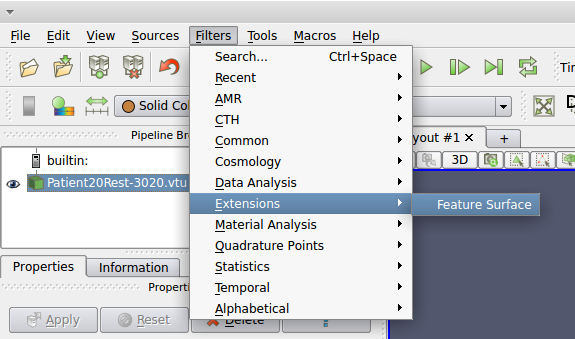 File Edit View Sources Filters Tools Macros Help
Search... Ctrl+Space
Recent
AMR
CTH
Common
Cosmology
Data Analysis
Extensions
Feature Surface
Material Analysis
Quadrature Points
Statistics
Temporal
Alphabetical
Solid Col
Pipeline Br
builtin:
Patient20Rest-3020.vtu
Properties Information
Properti
Apply Reset Delete ?
Tin
yout #1 +
3D